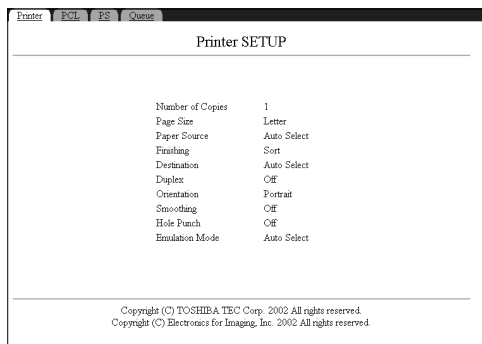 Printer PCL PS Queue
Printer SETUP
Number of Copies 1
Page Size Letter
Paper Source Auto Select
Finishing Sort
Destination Auto Select
Duplex Off
Orientation Portrait
Smoothing Off
Hole Punch Off
Emulation Mode Auto Select
Copyright (C) TOSHIBA TEC Corp. 2002 All rights reserved.
Copyright (C) Electronics for Imaging, Inc. 2002 All rights reserved.